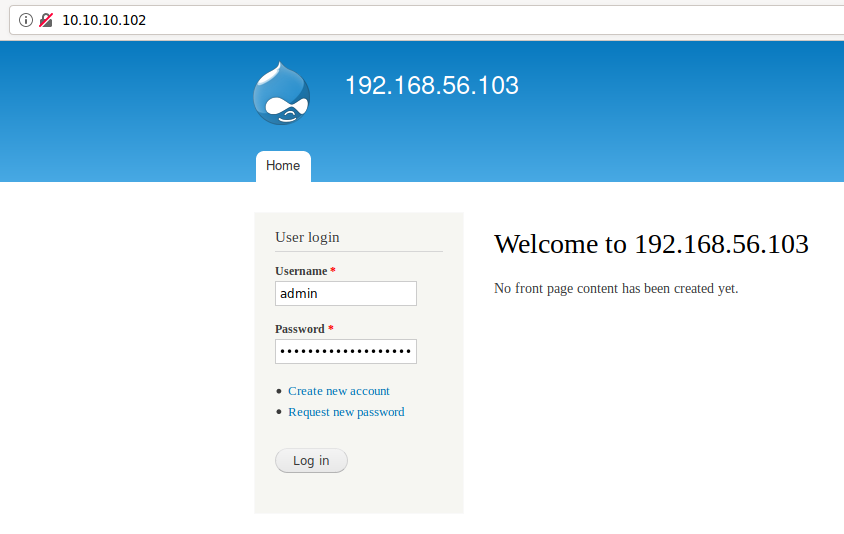 10.10.10.102
192.168.56.103
Home
User login
Username *
admin
Password *
•••••••••••••••••••
Create new account
Request new password
Log in
Welcome to 192.168.56.103
No front page content has been created yet.